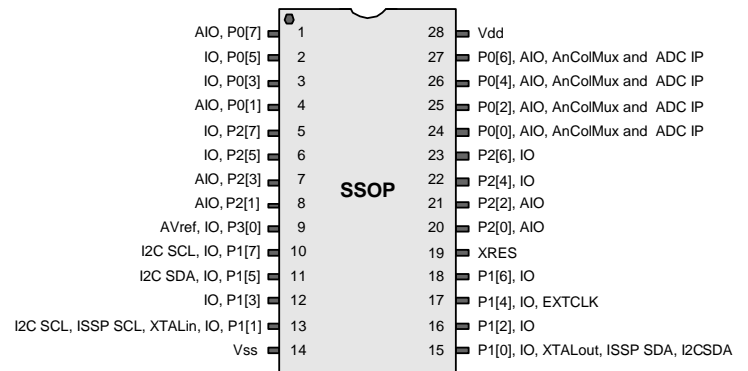 AIO, P0[7] 1 28 Vdd
IO, P0[5] 2 27 P0[6], AIO, AnColMux and ADC IP
IO, P0[3] 3 26 P0[4], AIO, AnColMux and ADC IP
AIO, P0[1] 4 25 P0[2], AIO, AnColMux and ADC IP
IO, P2[7] 5 24 P0[0], AIO, AnColMux and ADC IP
IO, P2[5] 6 23 P2[6], IO
AIO, P2[3] 7 22 P2[4], IO
SSOP
AIO, P2[1] 8 21 P2[2], AIO
AVref, IO, P3[0] 9 20 P2[0], AIO
I2C SCL, IO, P1[7] 10 19 XRES
I2C SDA, IO, P1[5] 11 18 P1[6], IO
IO, P1[3] 12 17 P1[4], IO, EXTCLK
I2C SCL, ISSP SCL, XTALin, IO, P1[1] 13 16 P1[2], IO
Vss 14 15 P1[0], IO, XTALout, ISSP SDA, I2CSDA